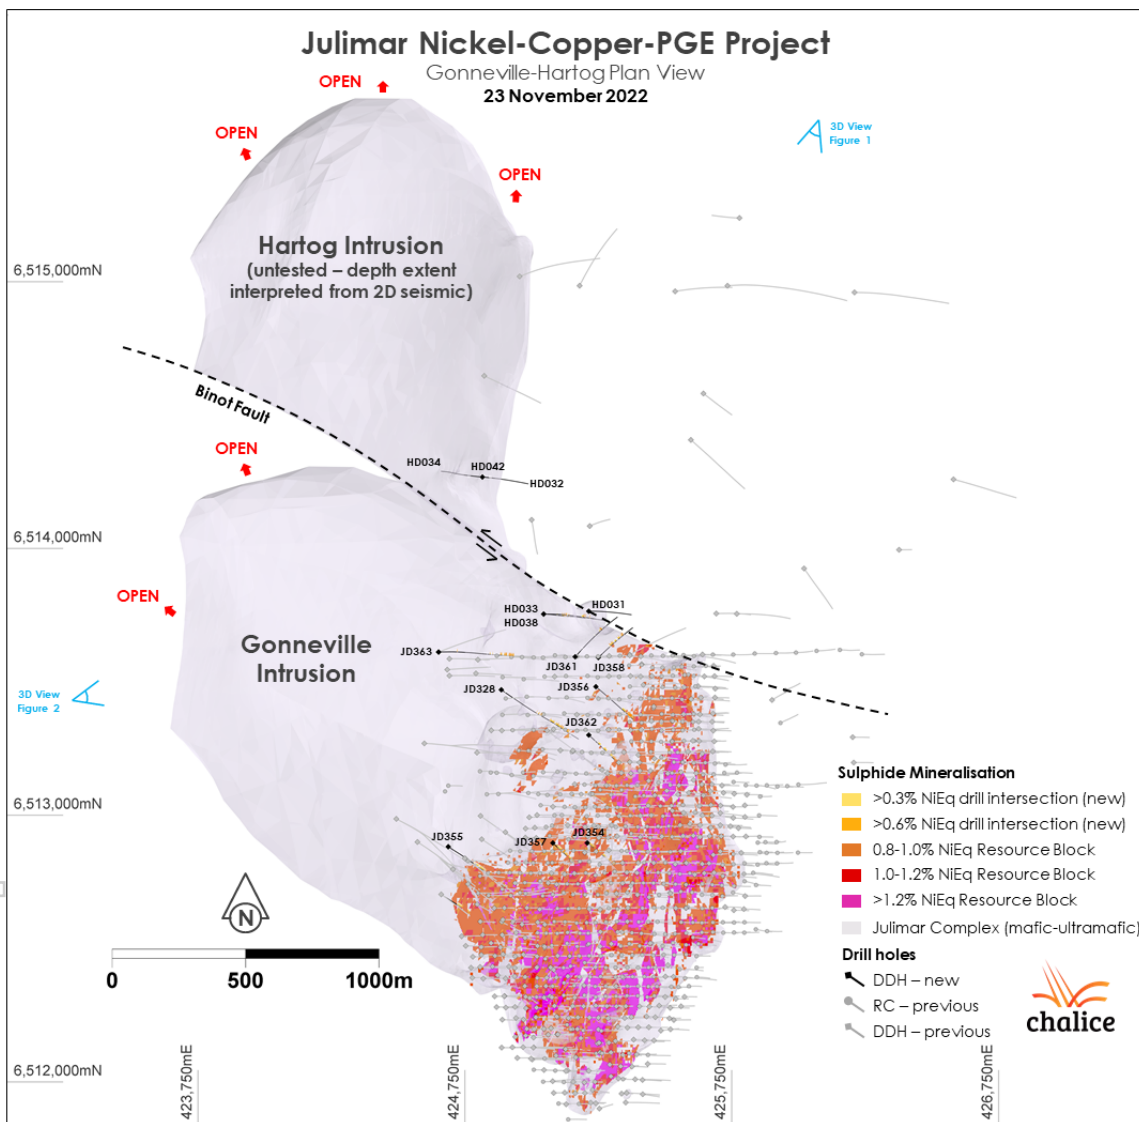 Julimar Nickel-Copper-PGE Project
Gonneville-Hartog Plan View
23 November 2022
OPEN
OPEN
OPEN
3D View
Figure 1
Hartog Intrusion
(untested – depth extent
interpreted from 2D seismic)
6,515,000mN
Binot Fault
OPEN
HD034
HD042
HD032
6,514,000mN
OPEN
HD033
HD031
HD038
Gonneville
Intrusion
JD363
JD361
JD358
3D View
Figure 2
JD328
JD356
JD362
6,513,000mN
JD355
JD357
JD354
Sulphide Mineralisation
>0.3% NiEq drill intersection (new)
>0.6% NiEq drill intersection (new)
0.8-1.0% NiEq Resource Block
1.0-1.2% NiEq Resource Block
>1.2% NiEq Resource Block
Julimar Complex (mafic-ultramafic)
Drill holes
DDH – new
RC – previous
DDH – previous
chalice
N
0 500 1000m
6,512,000mN
423,750mE
424,750mE
425,750mE
426,750mE